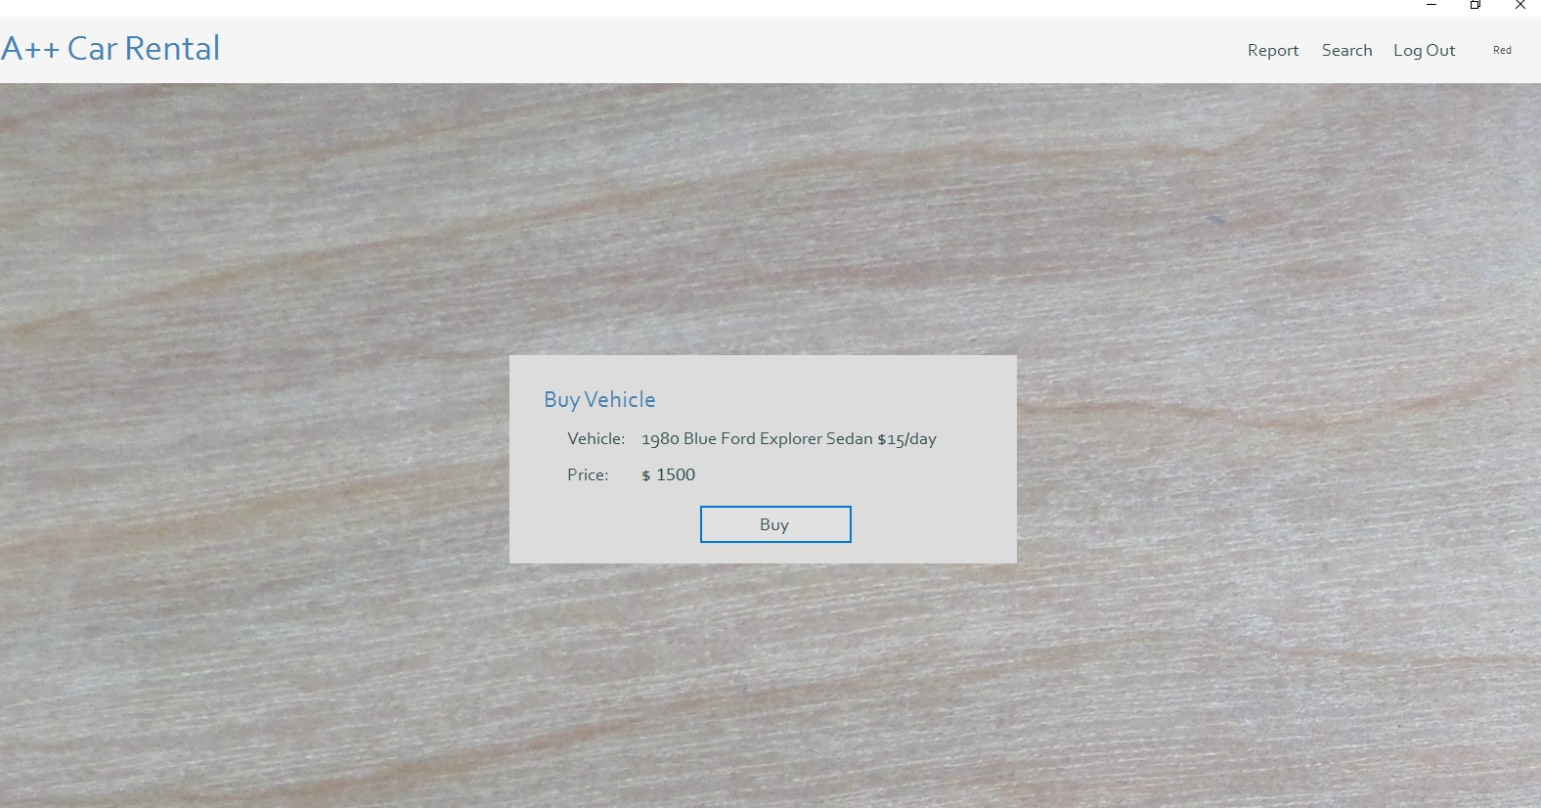 A++ Car Rental
Report Search Log Out Red
Buy Vehicle
Vehicle: 1980 Blue Ford Explorer Sedan $15/day
Price: $ 1500
Buy